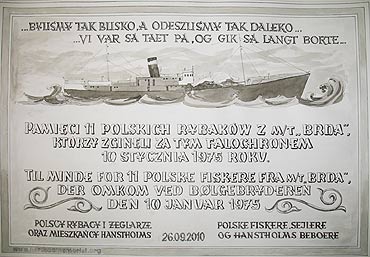 ...BYLIŚMY TAK BLISKO, A ODESZLIŚMY TAK DALEKO...
...VI VAR SÅ TÆT PÅ, OG GIK SÅ LANGT BORTE...
PAMIĘCI 11 POLSKICH RYBAKÓW Z M/T „BRDA”,
KTÓRZY ZGINĘLI ZA TYM FALOCHRONEM
10 STYCZNIA 1975 ROKU.
TIL MINDE FOR 11 POLSKE FISKERE FRA MT „BRDA”,
DER OMKOM VED BØLGEBRYDEREN
DEN 10 JANUAR 1975
POLSCY RYBACY I ŻEGLARZE
ORAZ MIESZKAŃCY HANSTHOLMS
26.09.2010
POLSKE FISKERE, SEJLERE
OG HANSTHOLMS BEBOERE